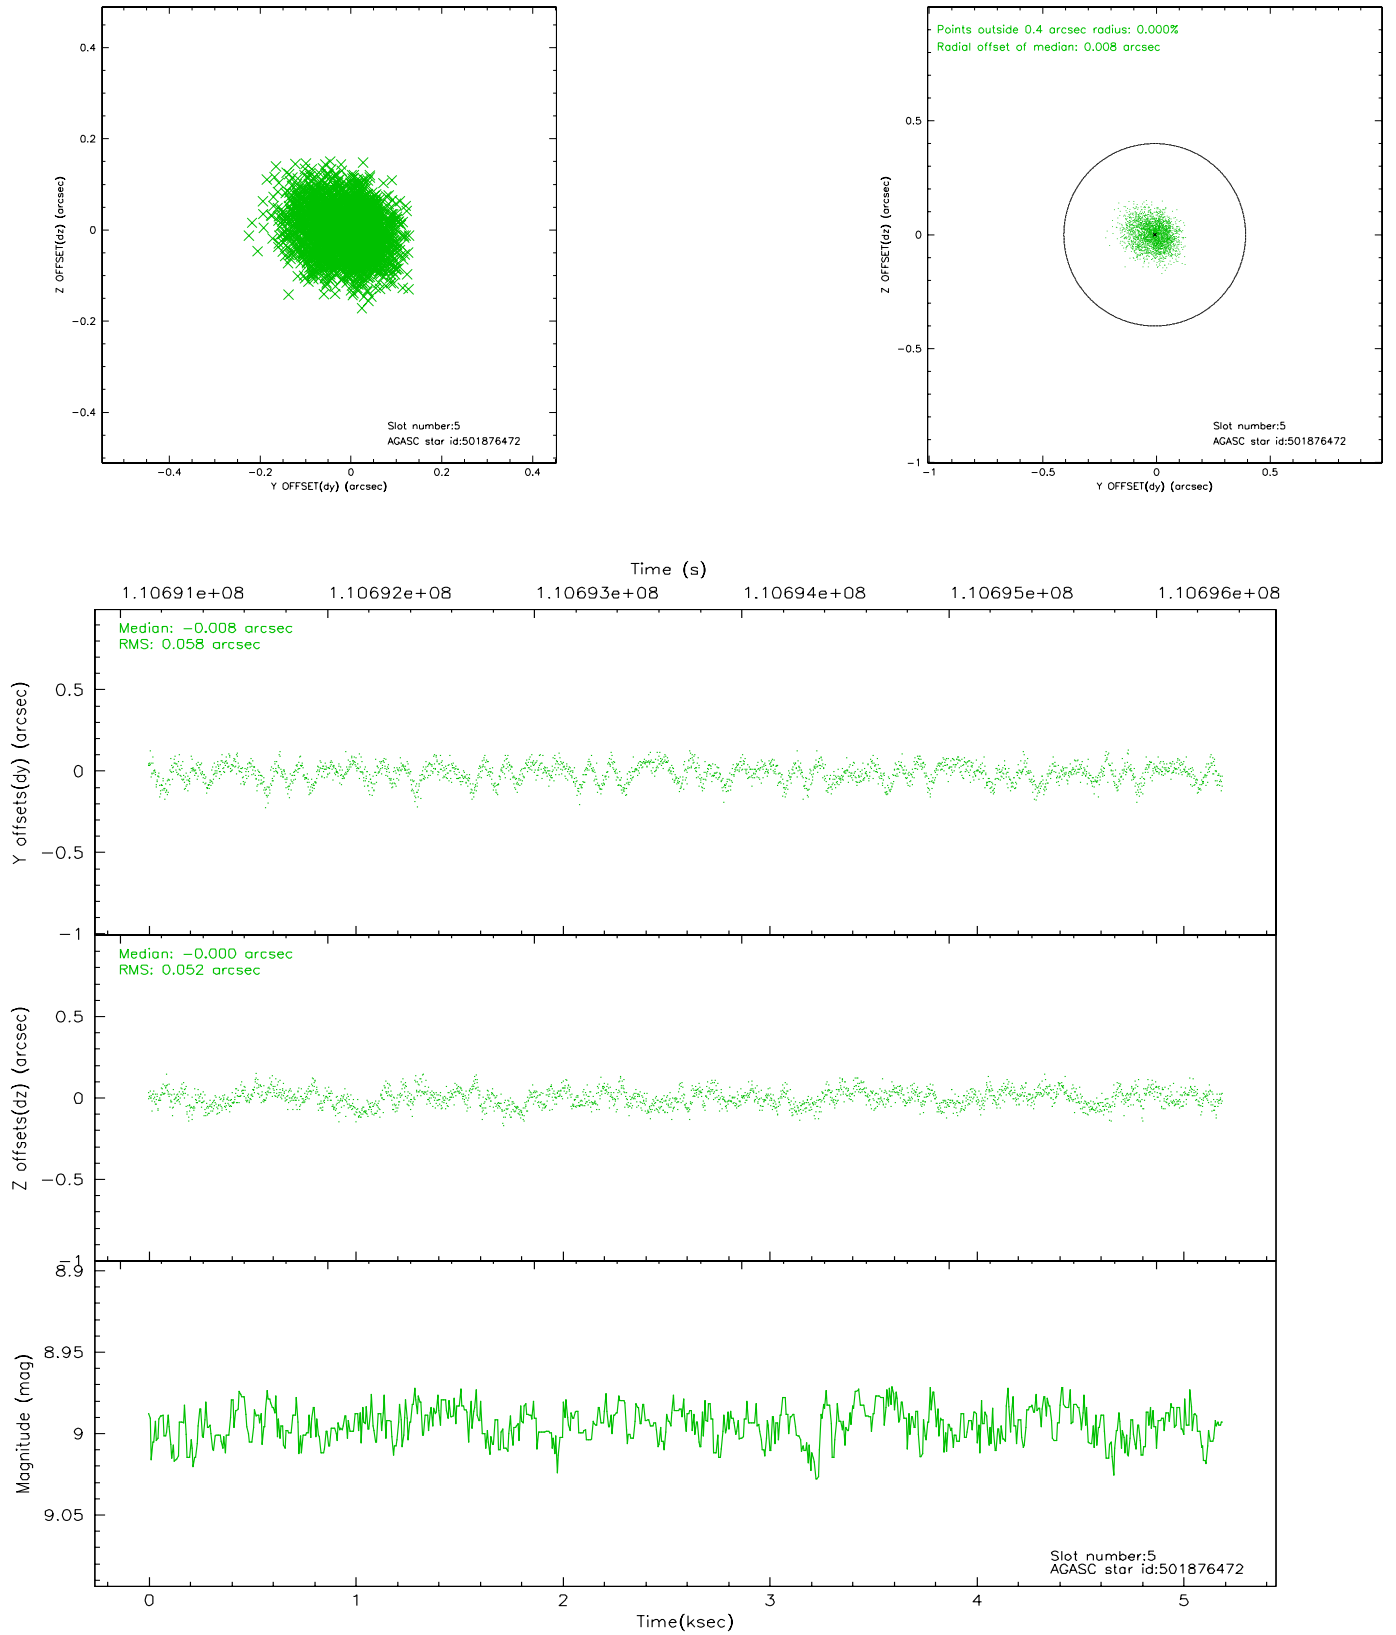 0.4
0.2
0
−0.2
−0.4
Z OFFSET(dz) (arcsec)
Slot number:5
AGASC star id:501876472
−0.4
−0.2
0
0.2
0.4
Y OFFSET(dy) (arcsec)
Points outside 0.4 arcsec radius: 0.000%
Radial offset of median: 0.008 arcsec
0.5
0
−0.5
−1
Z OFFSET(dz) (arcsec)
Slot number:5
AGASC star id:501876472
−1
−0.5
0
0.5
Y OFFSET(dy) (arcsec)
Time (s)
1.10691e+08
1.10692e+08
1.10693e+08
1.10694e+08
1.10695e+08
1.10696e+08
Median: −0.008 arcsec
RMS: 0.058 arcsec
0.5
0
−0.5
−1
Y offsets(dy) (arcsec)
Median: −0.000 arcsec
RMS: 0.052 arcsec
0.5
0
−0.5
−1
Z offsets(dz) (arcsec)
8.9
8.95
9
9.05
Magnitude (mag)
Slot number:5
AGASC star id:501876472
0
1
2
3
4
5
Time(ksec)